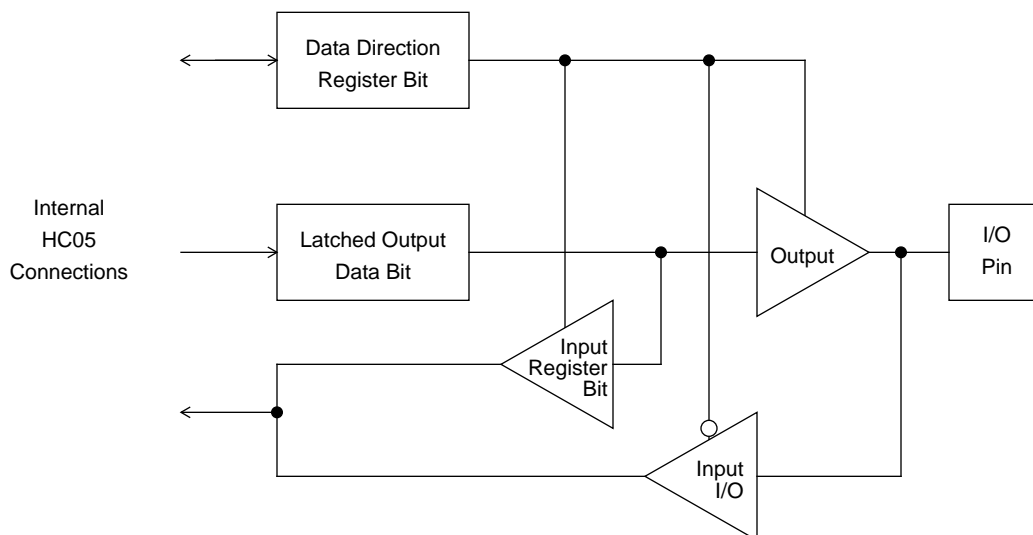 Data Direction
Register Bit
Internal
HC05
Connections
Latched Output
Data Bit
Output
I/O
Pin
Input
Register
Bit
Input
I/O